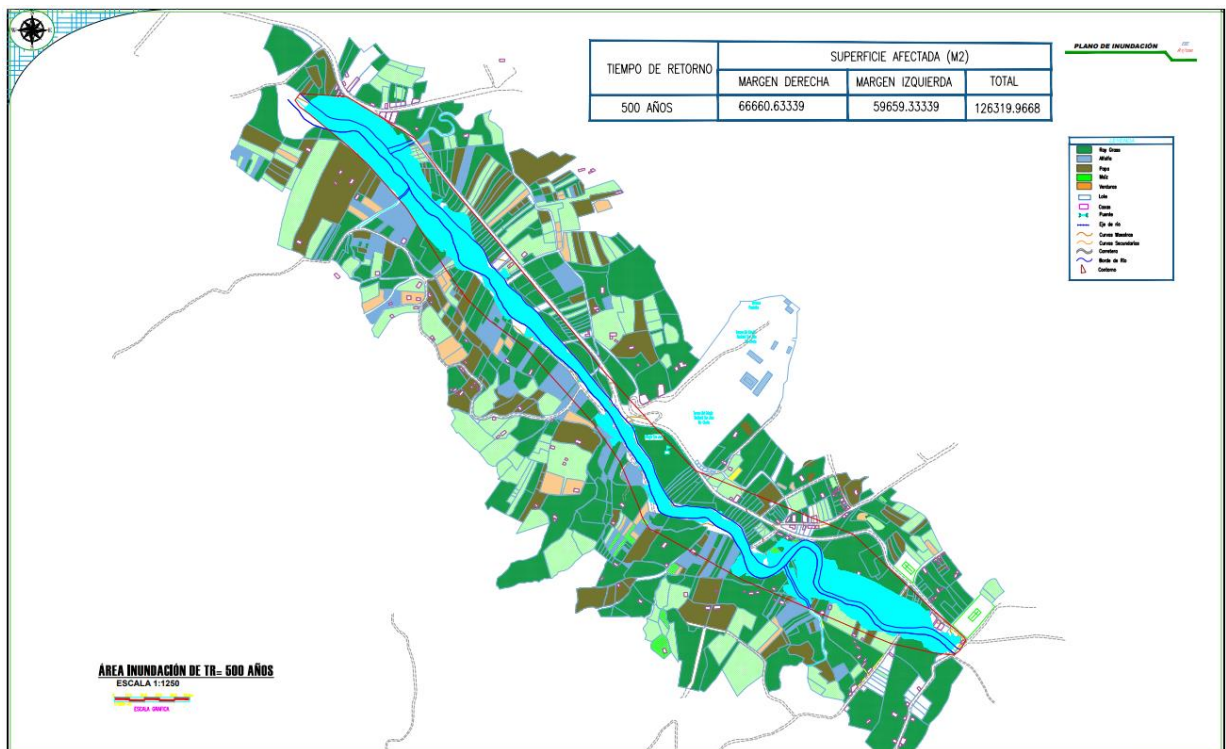 PLANO DE INUNDACIÓN
TIEMPO DE RETORNO
SUPERFICIE AFECTADA (M2)
MARGEN DERECHA
MARGEN IZQUIERDA
TOTAL
500 AÑOS
66660.63339
59659.33339
126319.9668
Ray Grass
Alfalfa
Papa
Maíz
Verduras
Lote
Casas
Puente
Eje de río
Curvas Maestras
Curvas Secundarias
Carretera
Borde de Río
Contorno
ÁREA INUNDACIÓN DE TR= 500 AÑOS
ESCALA 1:1250
ESCALA GRÁFICA